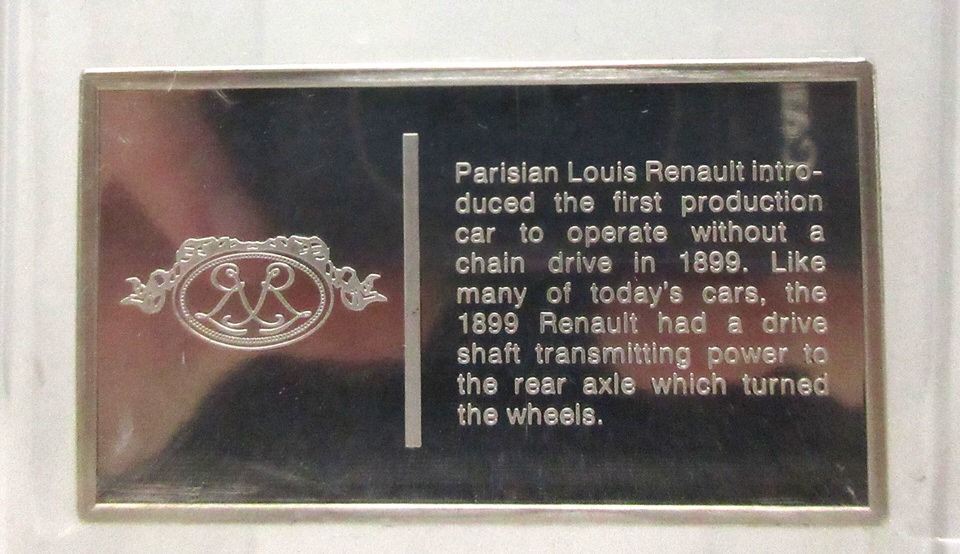 RR
Parisian Louis Renault intro-
duced the first production
car to operate without a
chain drive in 1899. Like
many of today's cars, the
1899 Renault had a drive
shaft transmitting power to
the rear axle which turned
the wheels.